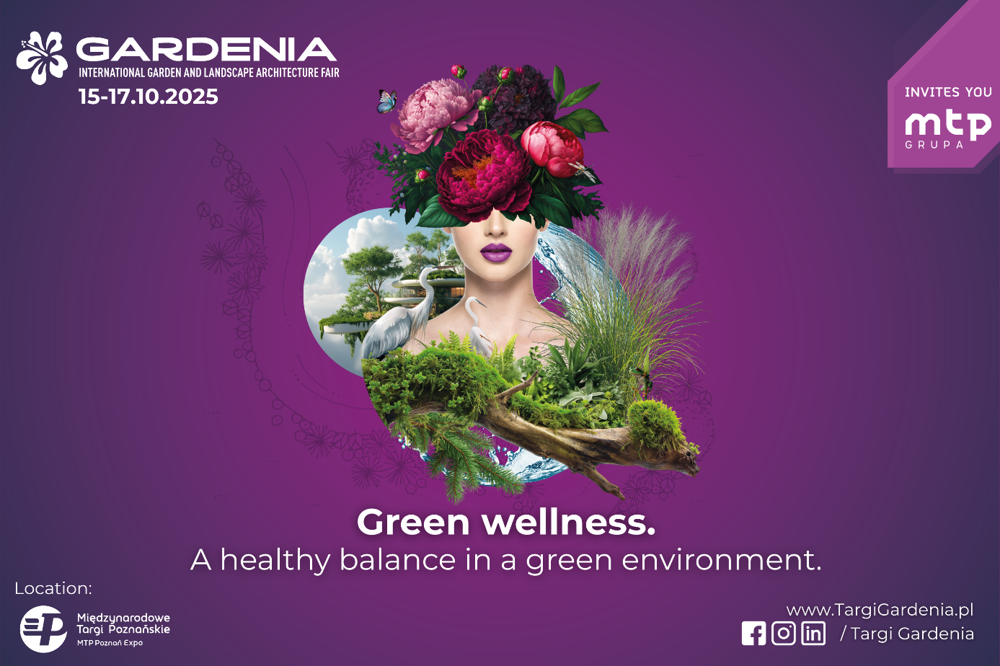 GARDENIA
INTERNATIONAL GARDEN AND LANDSCAPE ARCHITECTURE FAIR
15-17.10.2025
INVITES YOU
mtp
GRUPA
Green wellness.
A healthy balance in a green environment.
Location:
Międzynarodowe
Targi Poznańskie
MTP Poznań Expo
www.TargiGardenia.pl
/ Targi Gardenia